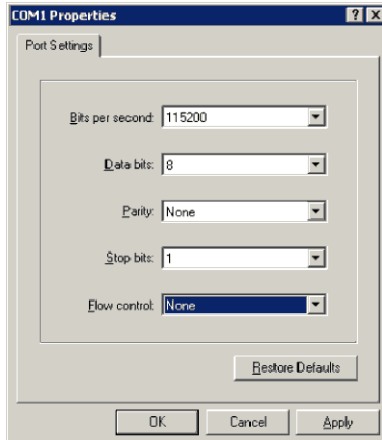 COM1 Properties
Port Settings
Bits per second: 115200
Data bits: 8
Parity: None
Stop bits: 1
Flow control: None
Restore Defaults
OK Cancel Apply